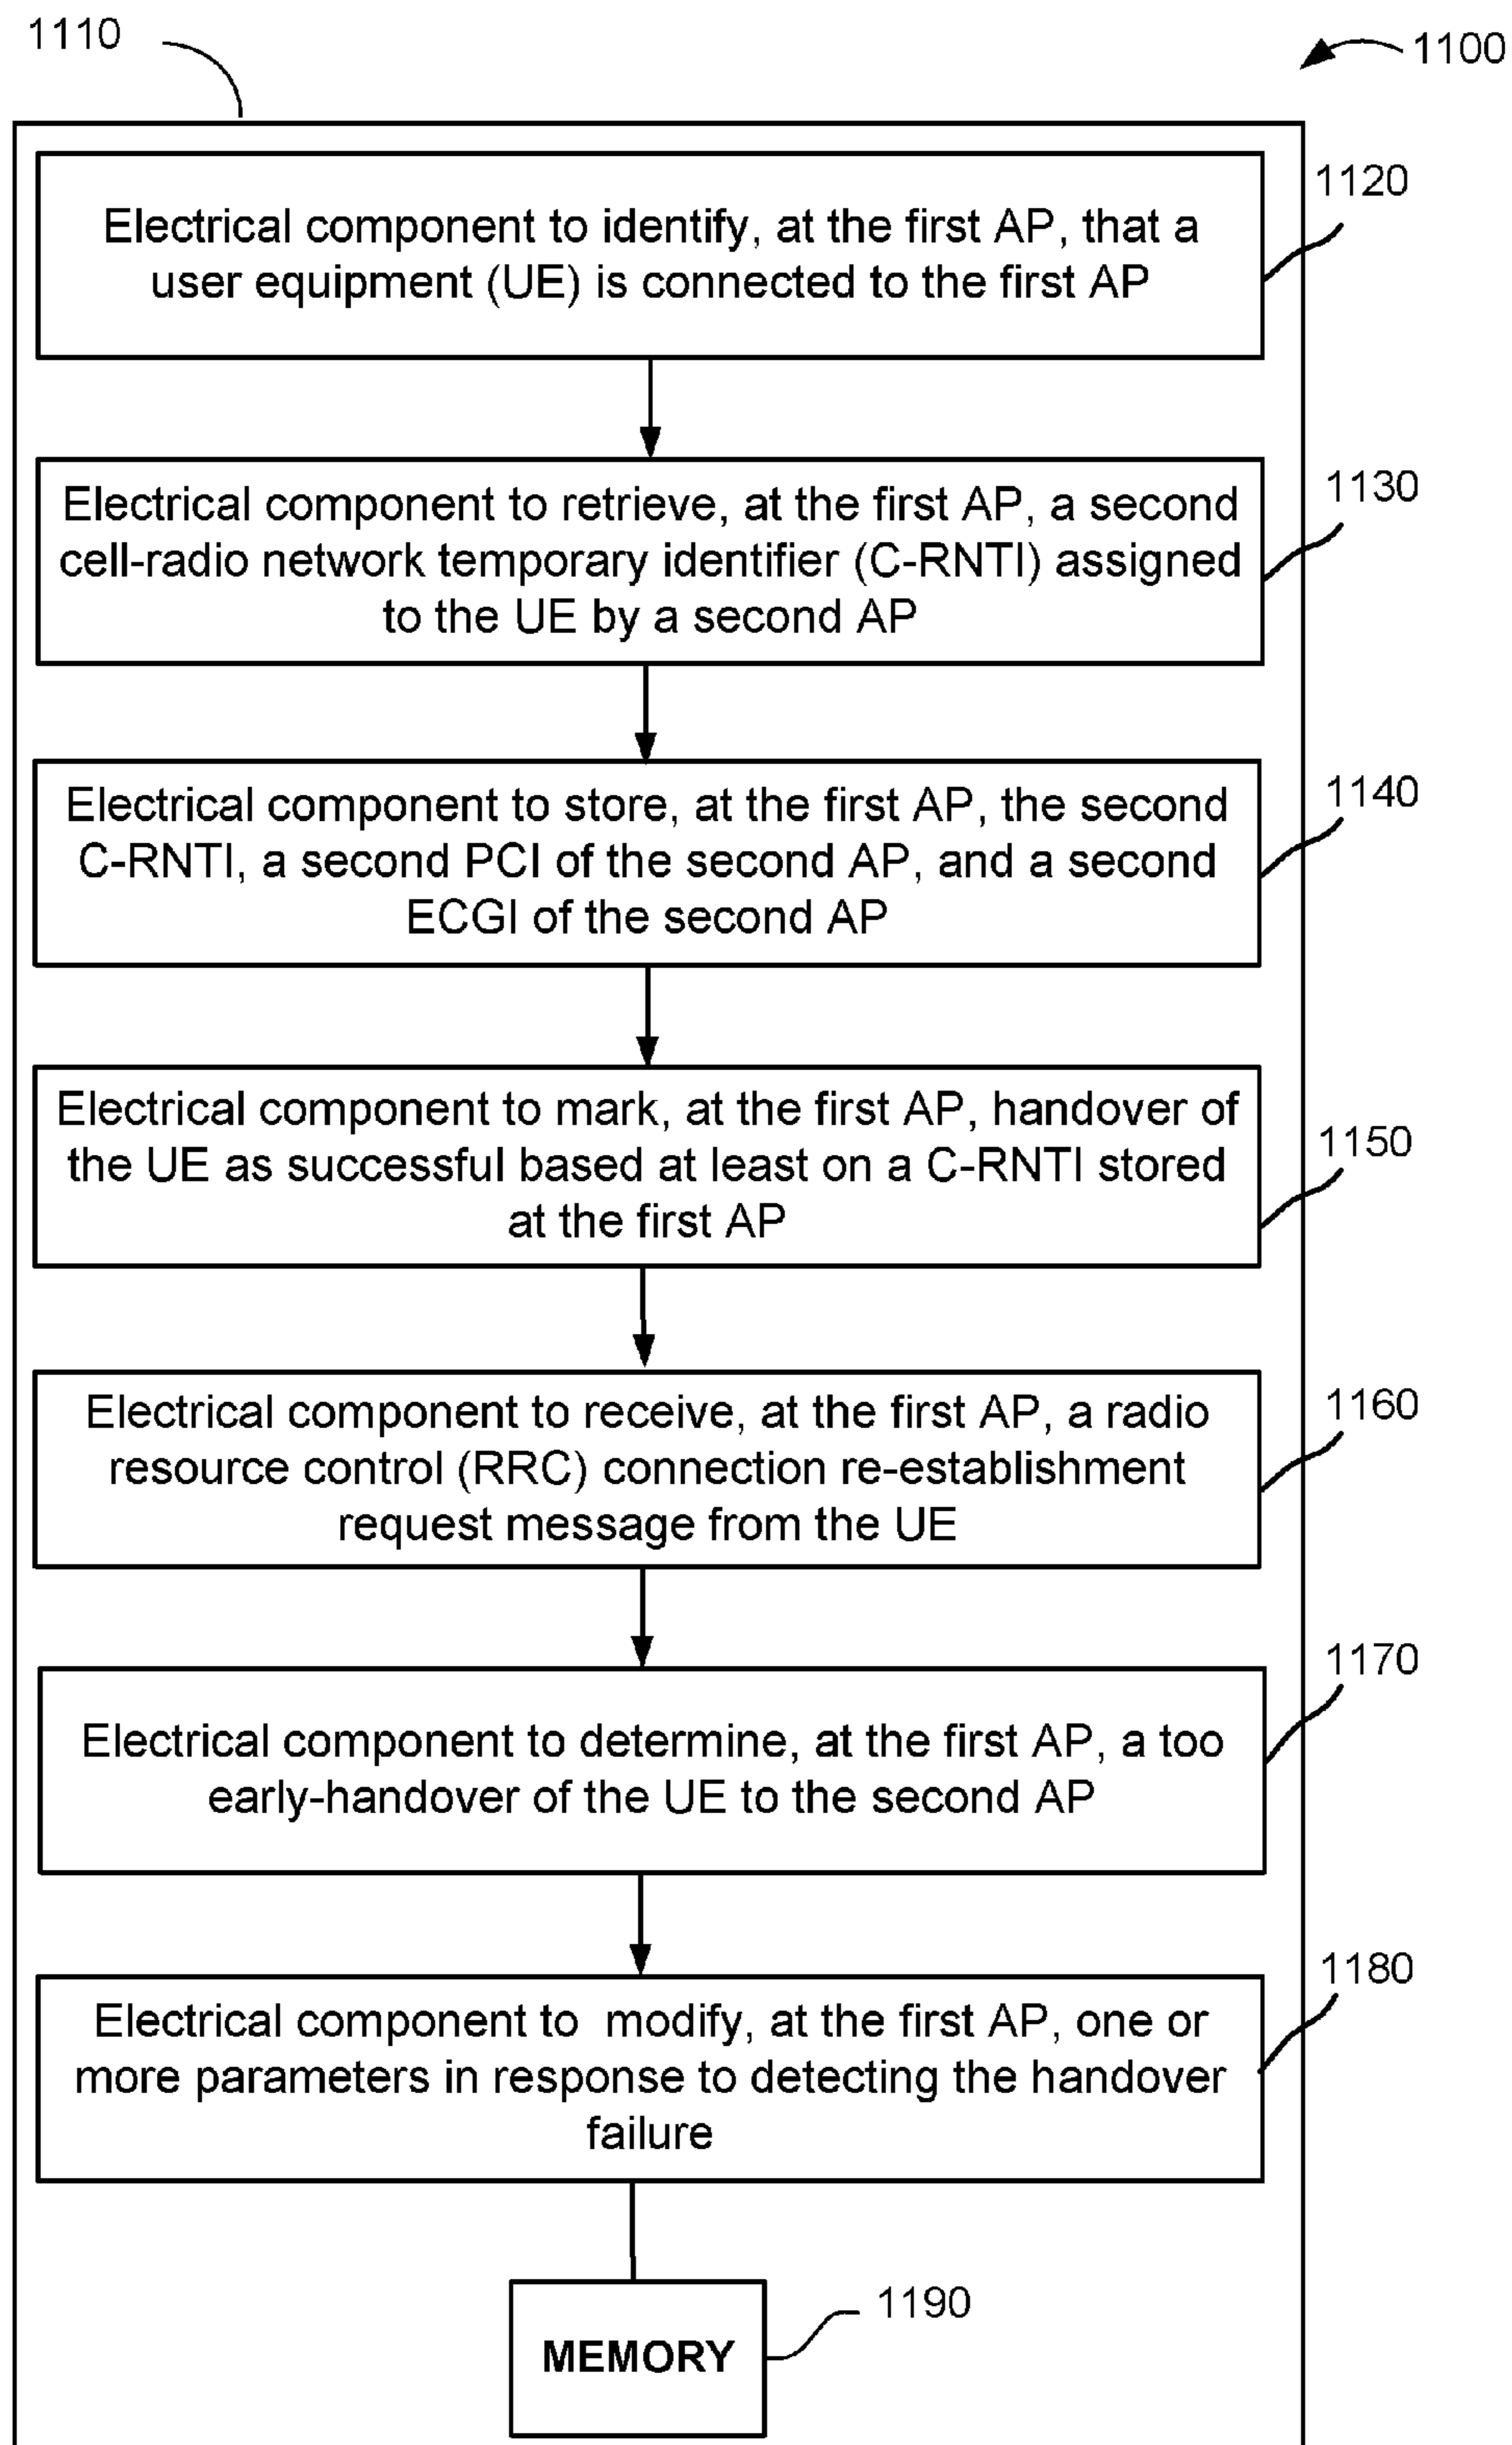 1110
1100
1120
Electrical component to identify, at the first AP, that a
user equipment (UE) is connected to the first AP
1130
Electrical component to retrieve, at the first AP, a second
cell-radio network temporary identifier (C-RNTI) assigned
to the UE by a second AP
1140
Electrical component to store, at the first AP, the second
C-RNTI, a second PCI of the second AP, and a second
ECGI of the second AP
1150
Electrical component to mark, at the first AP, handover of
the UE as successful based at least on a C-RNTI stored
at the first AP
1160
Electrical component to receive, at the first AP, a radio
resource control (RRC) connection re-establishment
request message from the UE
1170
Electrical component to determine, at the first AP, a too
early-handover of the UE to the second AP
1180
Electrical component to  modify, at the first AP, one or
more parameters in response to detecting the handover
failure
1190
MEMORY